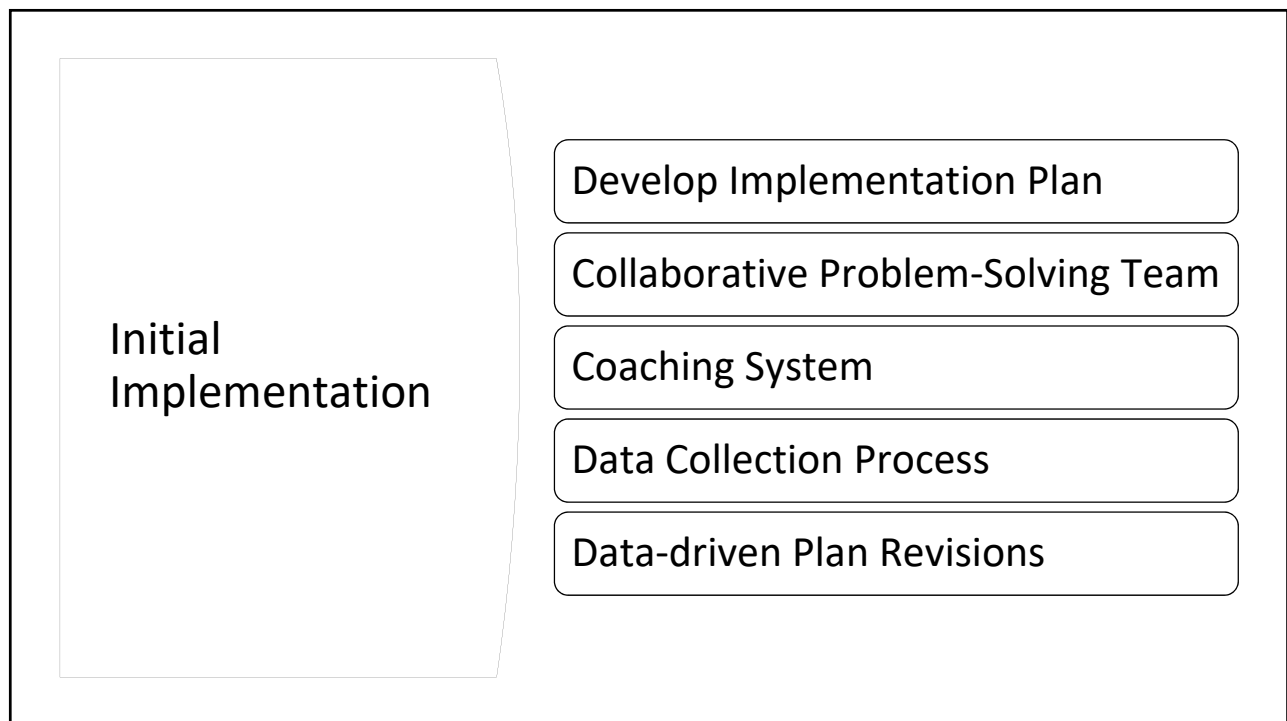 Initial
Implementation
Develop Implementation Plan
Collaborative Problem-Solving Team
Coaching System
Data Collection Process
Data-driven Plan Revisions